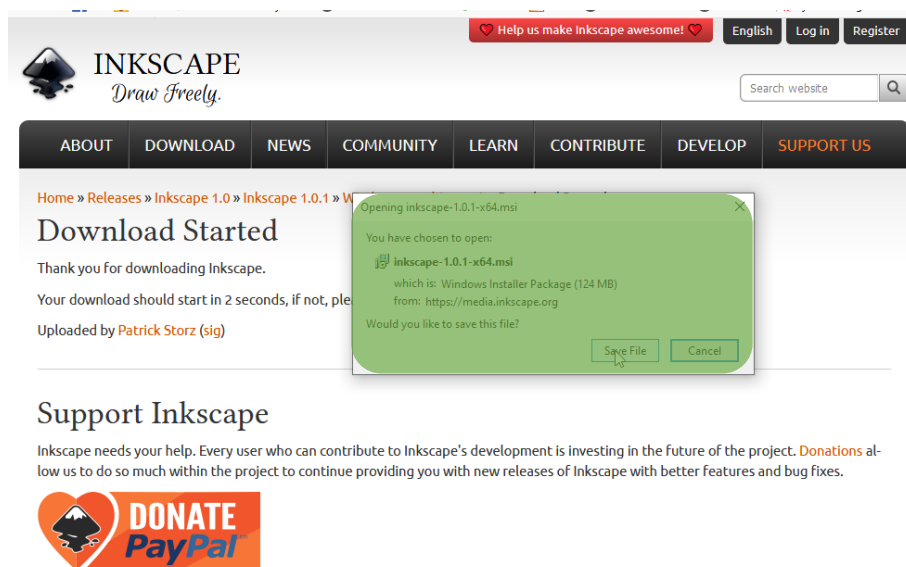 Help us make Inkscape awesome!
English Log in Register
INKSCAPE
Draw Freely.
Search website
ABOUT DOWNLOAD NEWS COMMUNITY LEARN CONTRIBUTE DEVELOP SUPPORT US
Home » Releases » Inkscape 1.0 » Inkscape 1.0.1 » W
Opening inkscape-1.0.1-x64.msi
Download Started
You have chosen to open:
inkscape-1.0.1-x64.msi
Thank you for downloading Inkscape.
which is: Windows Installer Package (124 MB)
Your download should start in 2 seconds, if not, ple
from: https://media.inkscape.org
Uploaded by Patrick Storz (sig)
Would you like to save this file?
Save File Cancel
Support Inkscape
Inkscape needs your help. Every user who can contribute to Inkscape's development is investing in the future of the project. Donations al-
low us to do so much within the project to continue providing you with new releases of Inkscape with better features and bug fixes.
DONATE
PayPal